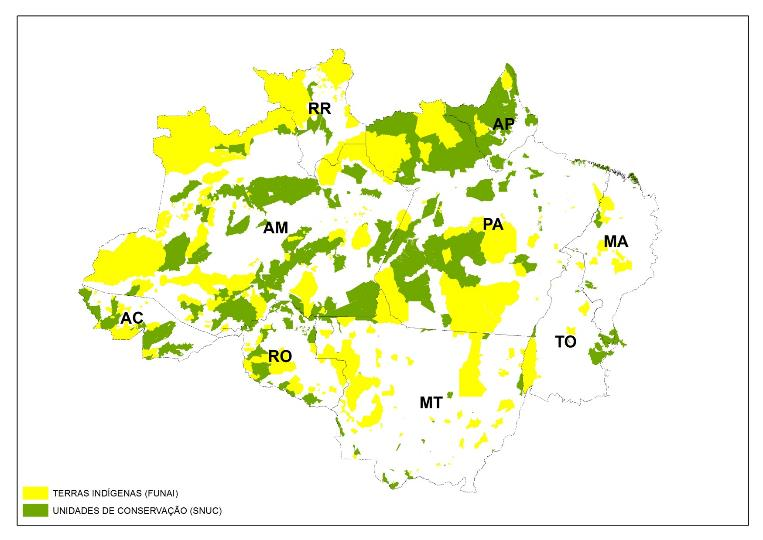 RR
AP
AM
PA
MA
AC
RO
TO
MT
TERRAS INDÍGENAS (FUNAI)
UNIDADES DE CONSERVAÇÃO (SNUC)